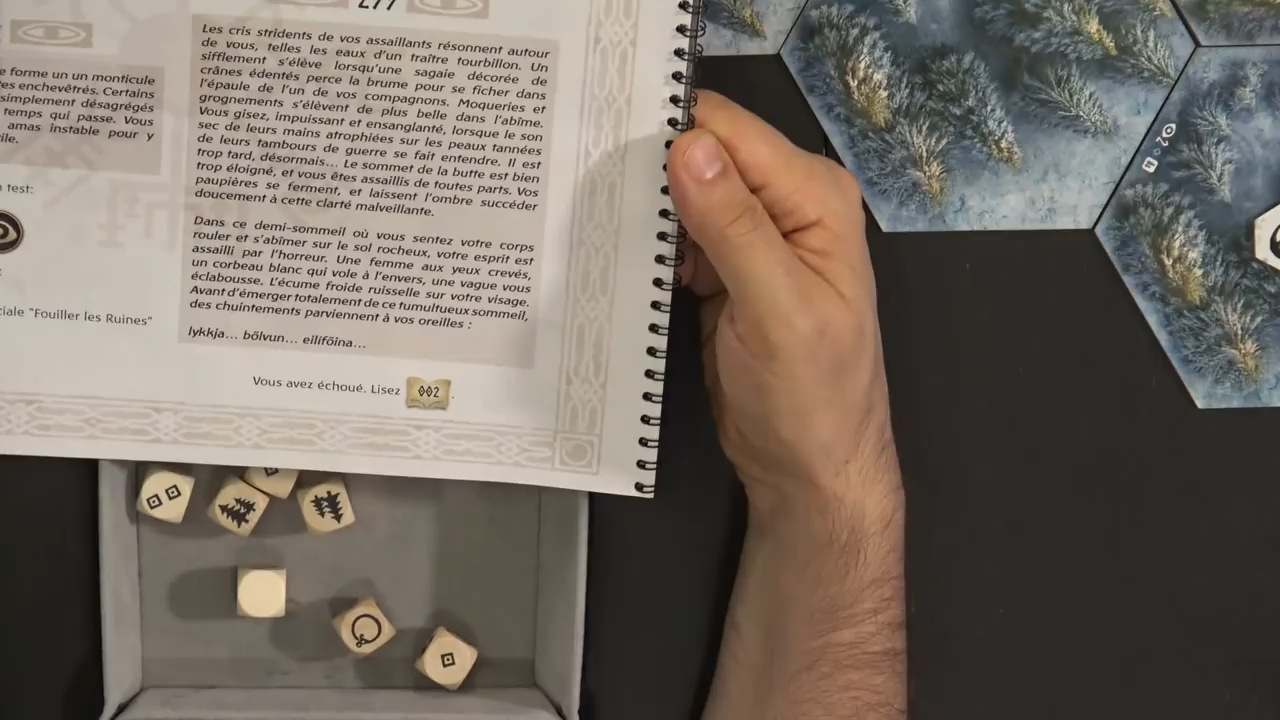 277
e forme un un monticule
es enchevêtrés. Certains
simplement désagrégés
temps qui passe. Vous
amas instable pour y
ile.
n test:
:
ciale "Fouiller les Ruines"
Les cris stridents de vos assaillants résonnent autour
de vous, telles les eaux d'un traître tourbillon. Un
sifflement s'élève lorsqu'une sagaie décorée de
crânes édentés perce la brume pour se ficher dans
l'épaule de l'un de vos compagnons. Moqueries et
grognements s'élèvent de plus belle dans l'abîme.
Vous gisez, impuissant et ensanglanté, lorsque le son
sec de leurs mains atrophiées sur les peaux tannées
de leurs tambours de guerre se fait entendre. Il est
trop tard, désormais... Le sommet de la butte est bien
trop éloigné, et vous êtes assaillis de toutes parts. Vos
paupières se ferment, et laissent l'ombre succéder
doucement à cette clarté malveillante.
Dans ce demi-sommeil où vous sentez votre corps
rouler et s'abîmer sur le sol rocheux, votre esprit est
assailli par l'horreur. Une femme aux yeux crevés,
un corbeau blanc qui vole à l'envers, une vague vous
éclabousse. L'écume froide ruisselle sur votre visage.
Avant d'émerger totalement de ce tumultueux sommeil,
des chuintements parviennent à vos oreilles :
lykkja... bölvun... eilífðina...
Vous avez échoué. Lisez 002.
2